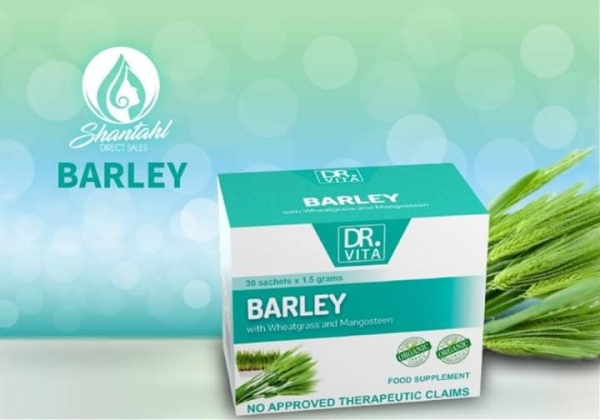 Shantahl
DIRECT SALES
BARLEY
DR.
VITA
BARLEY
with Wheatgrass and Mangosteen
DR.
VITA
30 sachets x 1.5 grams
BARLEY
with Wheatgrass and Mangosteen
ORGANIC
ORGANIC
FOOD SUPPLEMENT
NO APPROVED THERAPEUTIC CLAIMS